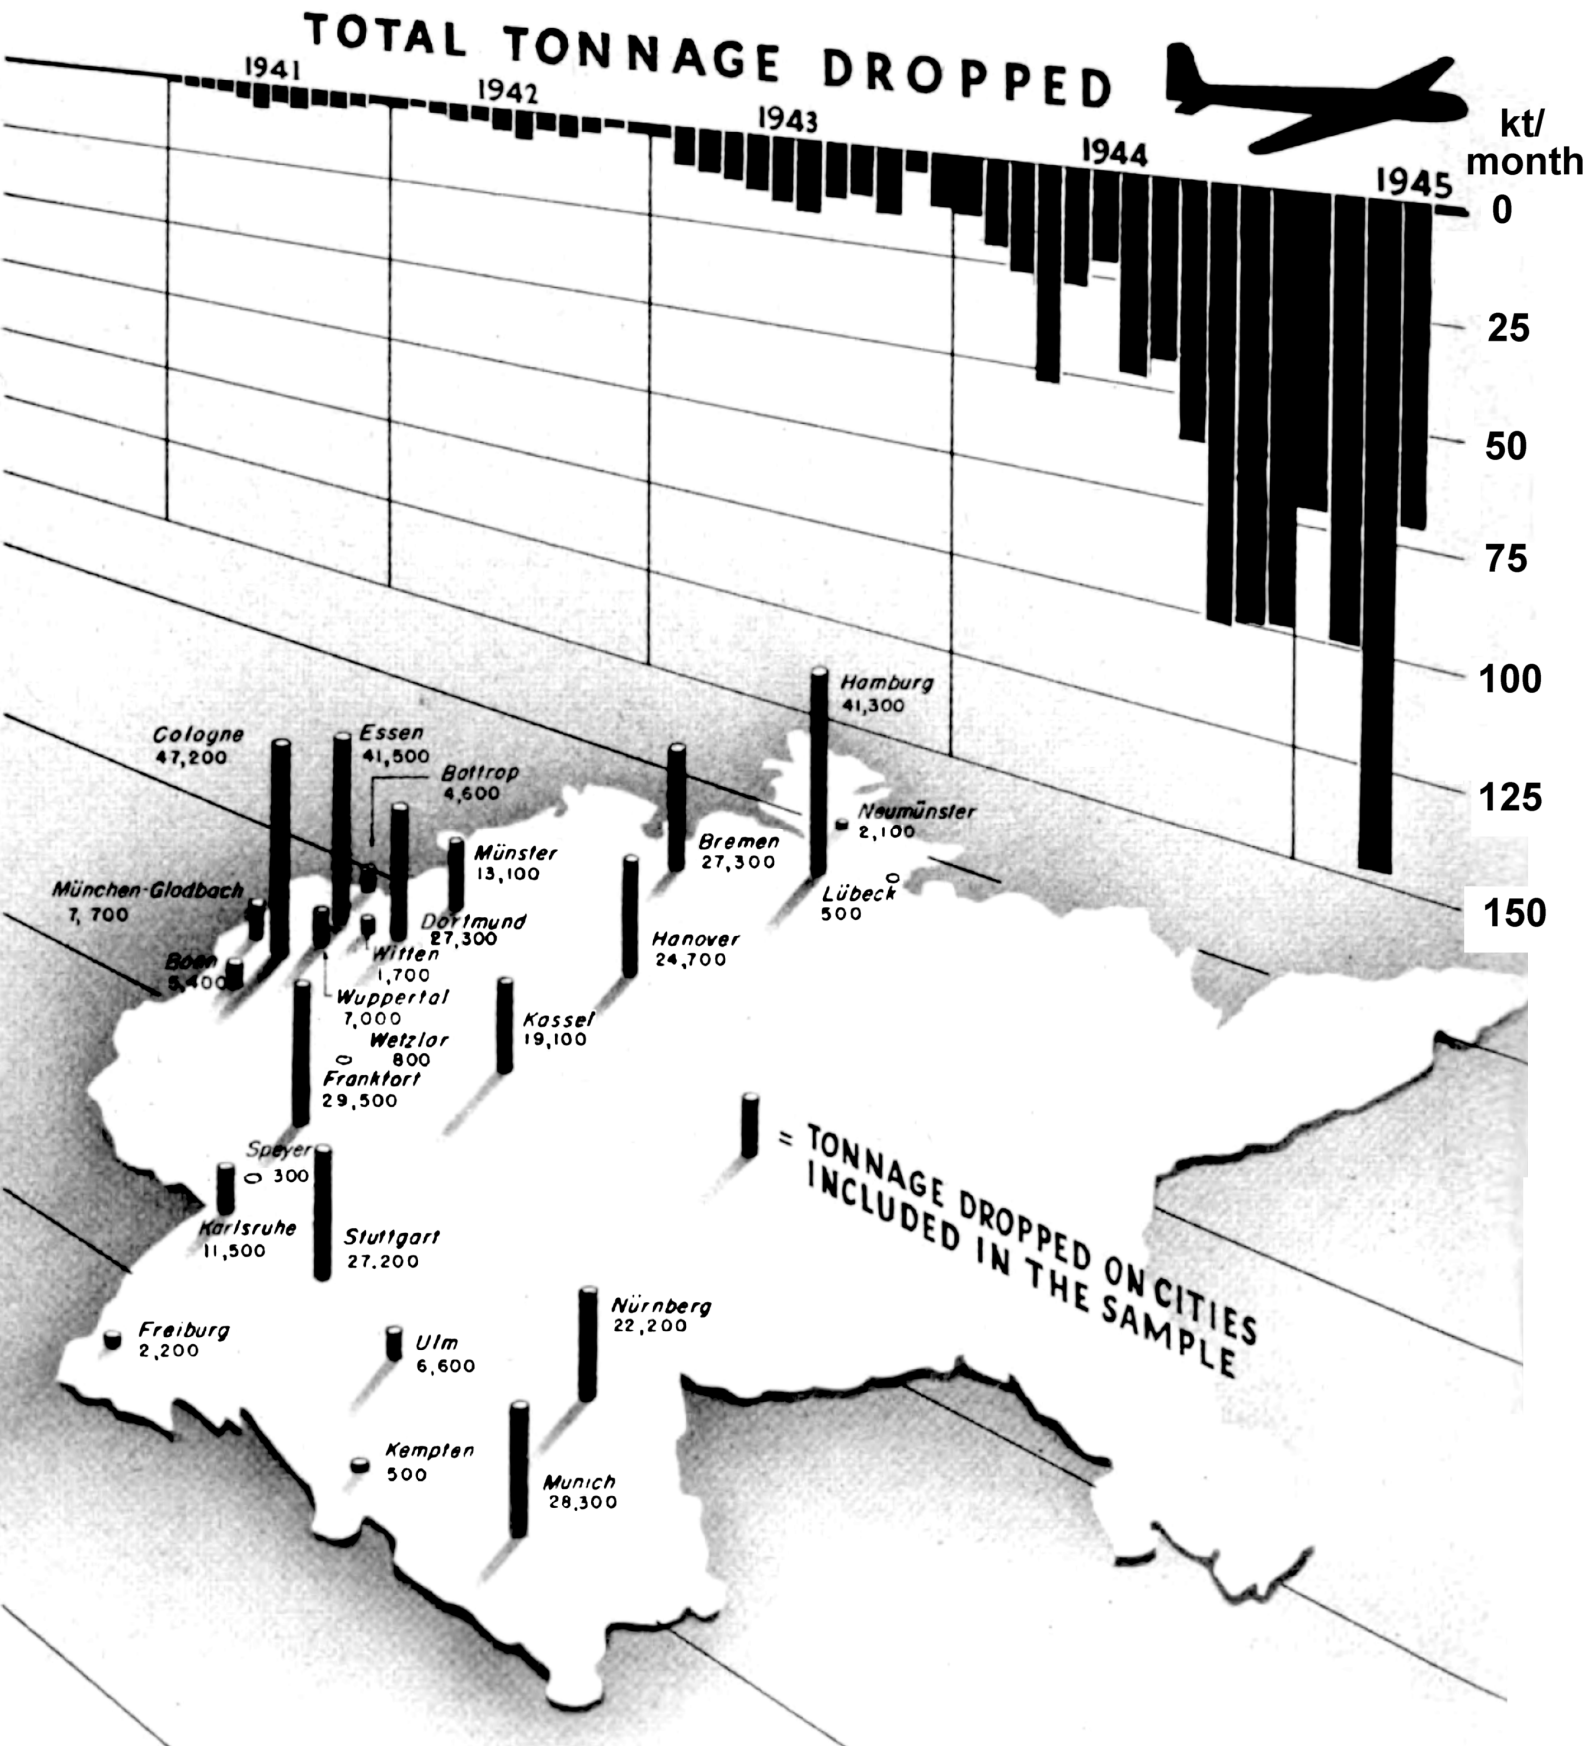 TOTAL TONNAGE DROPPED
1941
1942
1943
1944
1945
kt/
month
0
25
50
75
100
125
150
Hamburg
41,300
Cologne
47,200
Essen
41,500
Bottrop
4,600
Neumünster
2,100
Bremen
27,300
Münster
13,100
München-Gladbach
7,700
Lübeck
500
Dortmund
27,300
Hanover
24,700
Witten
1,700
Bonn
5,400
Wuppertal
7,000
Kassel
19,100
Wetzlar
800
Frankfort
29,500
= TONNAGE DROPPED ON CITIES
INCLUDED IN THE SAMPLE
Speyer
300
Karlsruhe
11,500
Stuttgart
27.200
Nürnberg
22,200
Freiburg
2,200
Ulm
6,600
Kempten
500
Munich
28,300